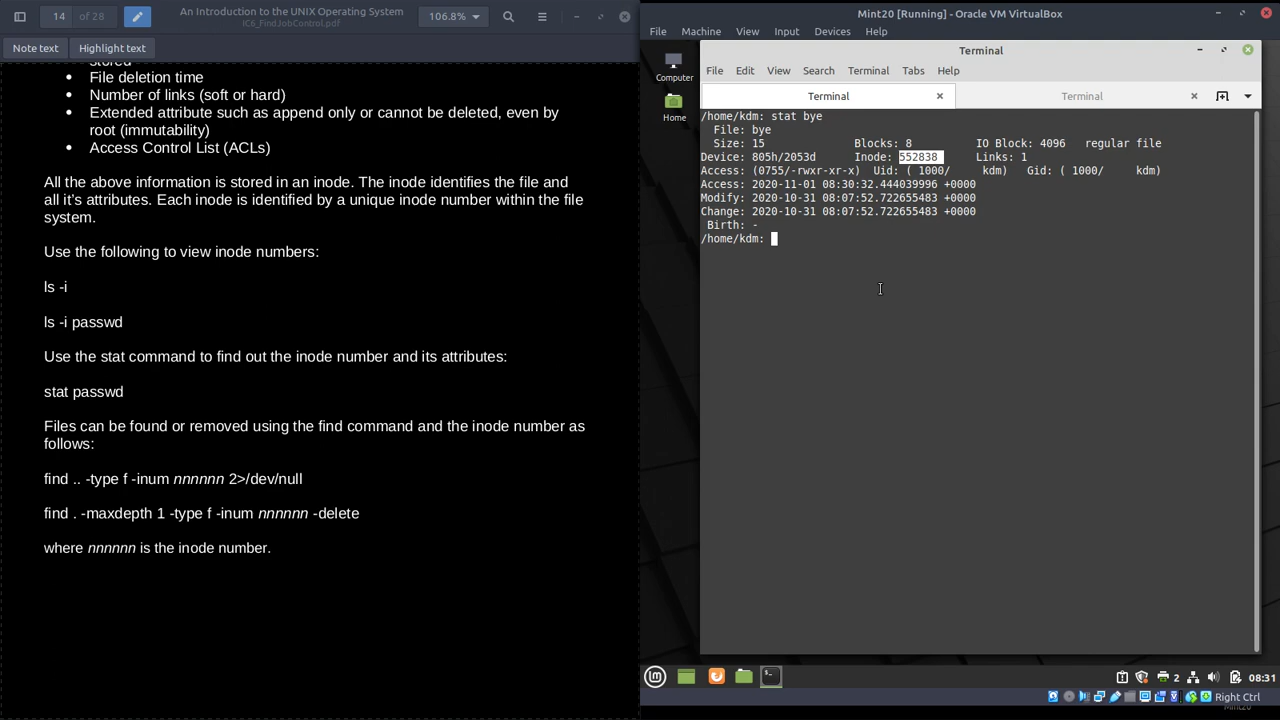 14 of 28
An Introduction to the UNIX Operating System
IC6_FindJobControl.pdf
106.8%
Note text
Highlight text
stored
• File deletion time
• Number of links (soft or hard)
• Extended attribute such as append only or cannot be deleted, even by
root (immutability)
• Access Control List (ACLs)
All the above information is stored in an inode. The inode identifies the file and
all it's attributes. Each inode is identified by a unique inode number within the file
system.
Use the following to view inode numbers:
ls -i
ls -i passwd
Use the stat command to find out the inode number and its attributes:
stat passwd
Files can be found or removed using the find command and the inode number as
follows:
find .. -type f -inum nnnnnn 2>/dev/null
find . -maxdepth 1 -type f -inum nnnnnn -delete
where nnnnnn is the inode number.
Mint20 [Running] - Oracle VM VirtualBox
File Machine View Input Devices Help
Computer
Home
Terminal
File Edit View Search Terminal Tabs Help
Terminal
Terminal
/home/kdm: stat bye
File: bye
Size: 15 Blocks: 8 IO Block: 4096 regular file
Device: 805h/2053d Inode: 552838 Links: 1
Access: (0755/-rwxr-xr-x) Uid: ( 1000/ kdm) Gid: ( 1000/ kdm)
Access: 2020-11-01 08:30:32.444039996 +0000
Modify: 2020-10-31 08:07:52.722655483 +0000
Change: 2020-10-31 08:07:52.722655483 +0000
Birth: -
/home/kdm:
2
08:31
Right Ctrl
Mint20